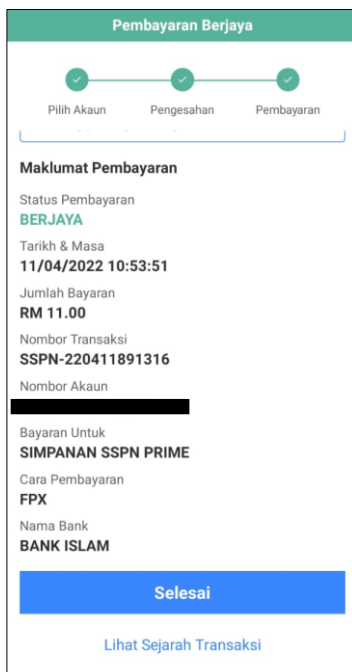 Pembayaran Berjaya
Pilih Akaun Pengesahan Pembayaran
Maklumat Pembayaran
Status Pembayaran
BERJAYA
Tarikh & Masa
11/04/2022 10:53:51
Jumlah Bayaran
RM 11.00
Nombor Transaksi
SSPN-220411891316
Nombor Akaun
Bayaran Untuk
SIMPANAN SSPN PRIME
Cara Pembayaran
FPX
Nama Bank
BANK ISLAM
Selesai
Lihat Sejarah Transaksi